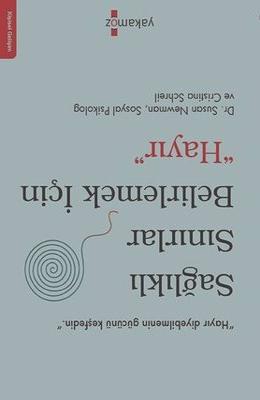 "Hayır diyebilmenin gücünü keşfedin."
Sağlıklı
Sınırlar
Belirlemek İçin
"Hayır"
Dr. Susan Newman, Sosyal Psikolog
ve Cristina Schreil
yakamoz
Kişisel Gelişim